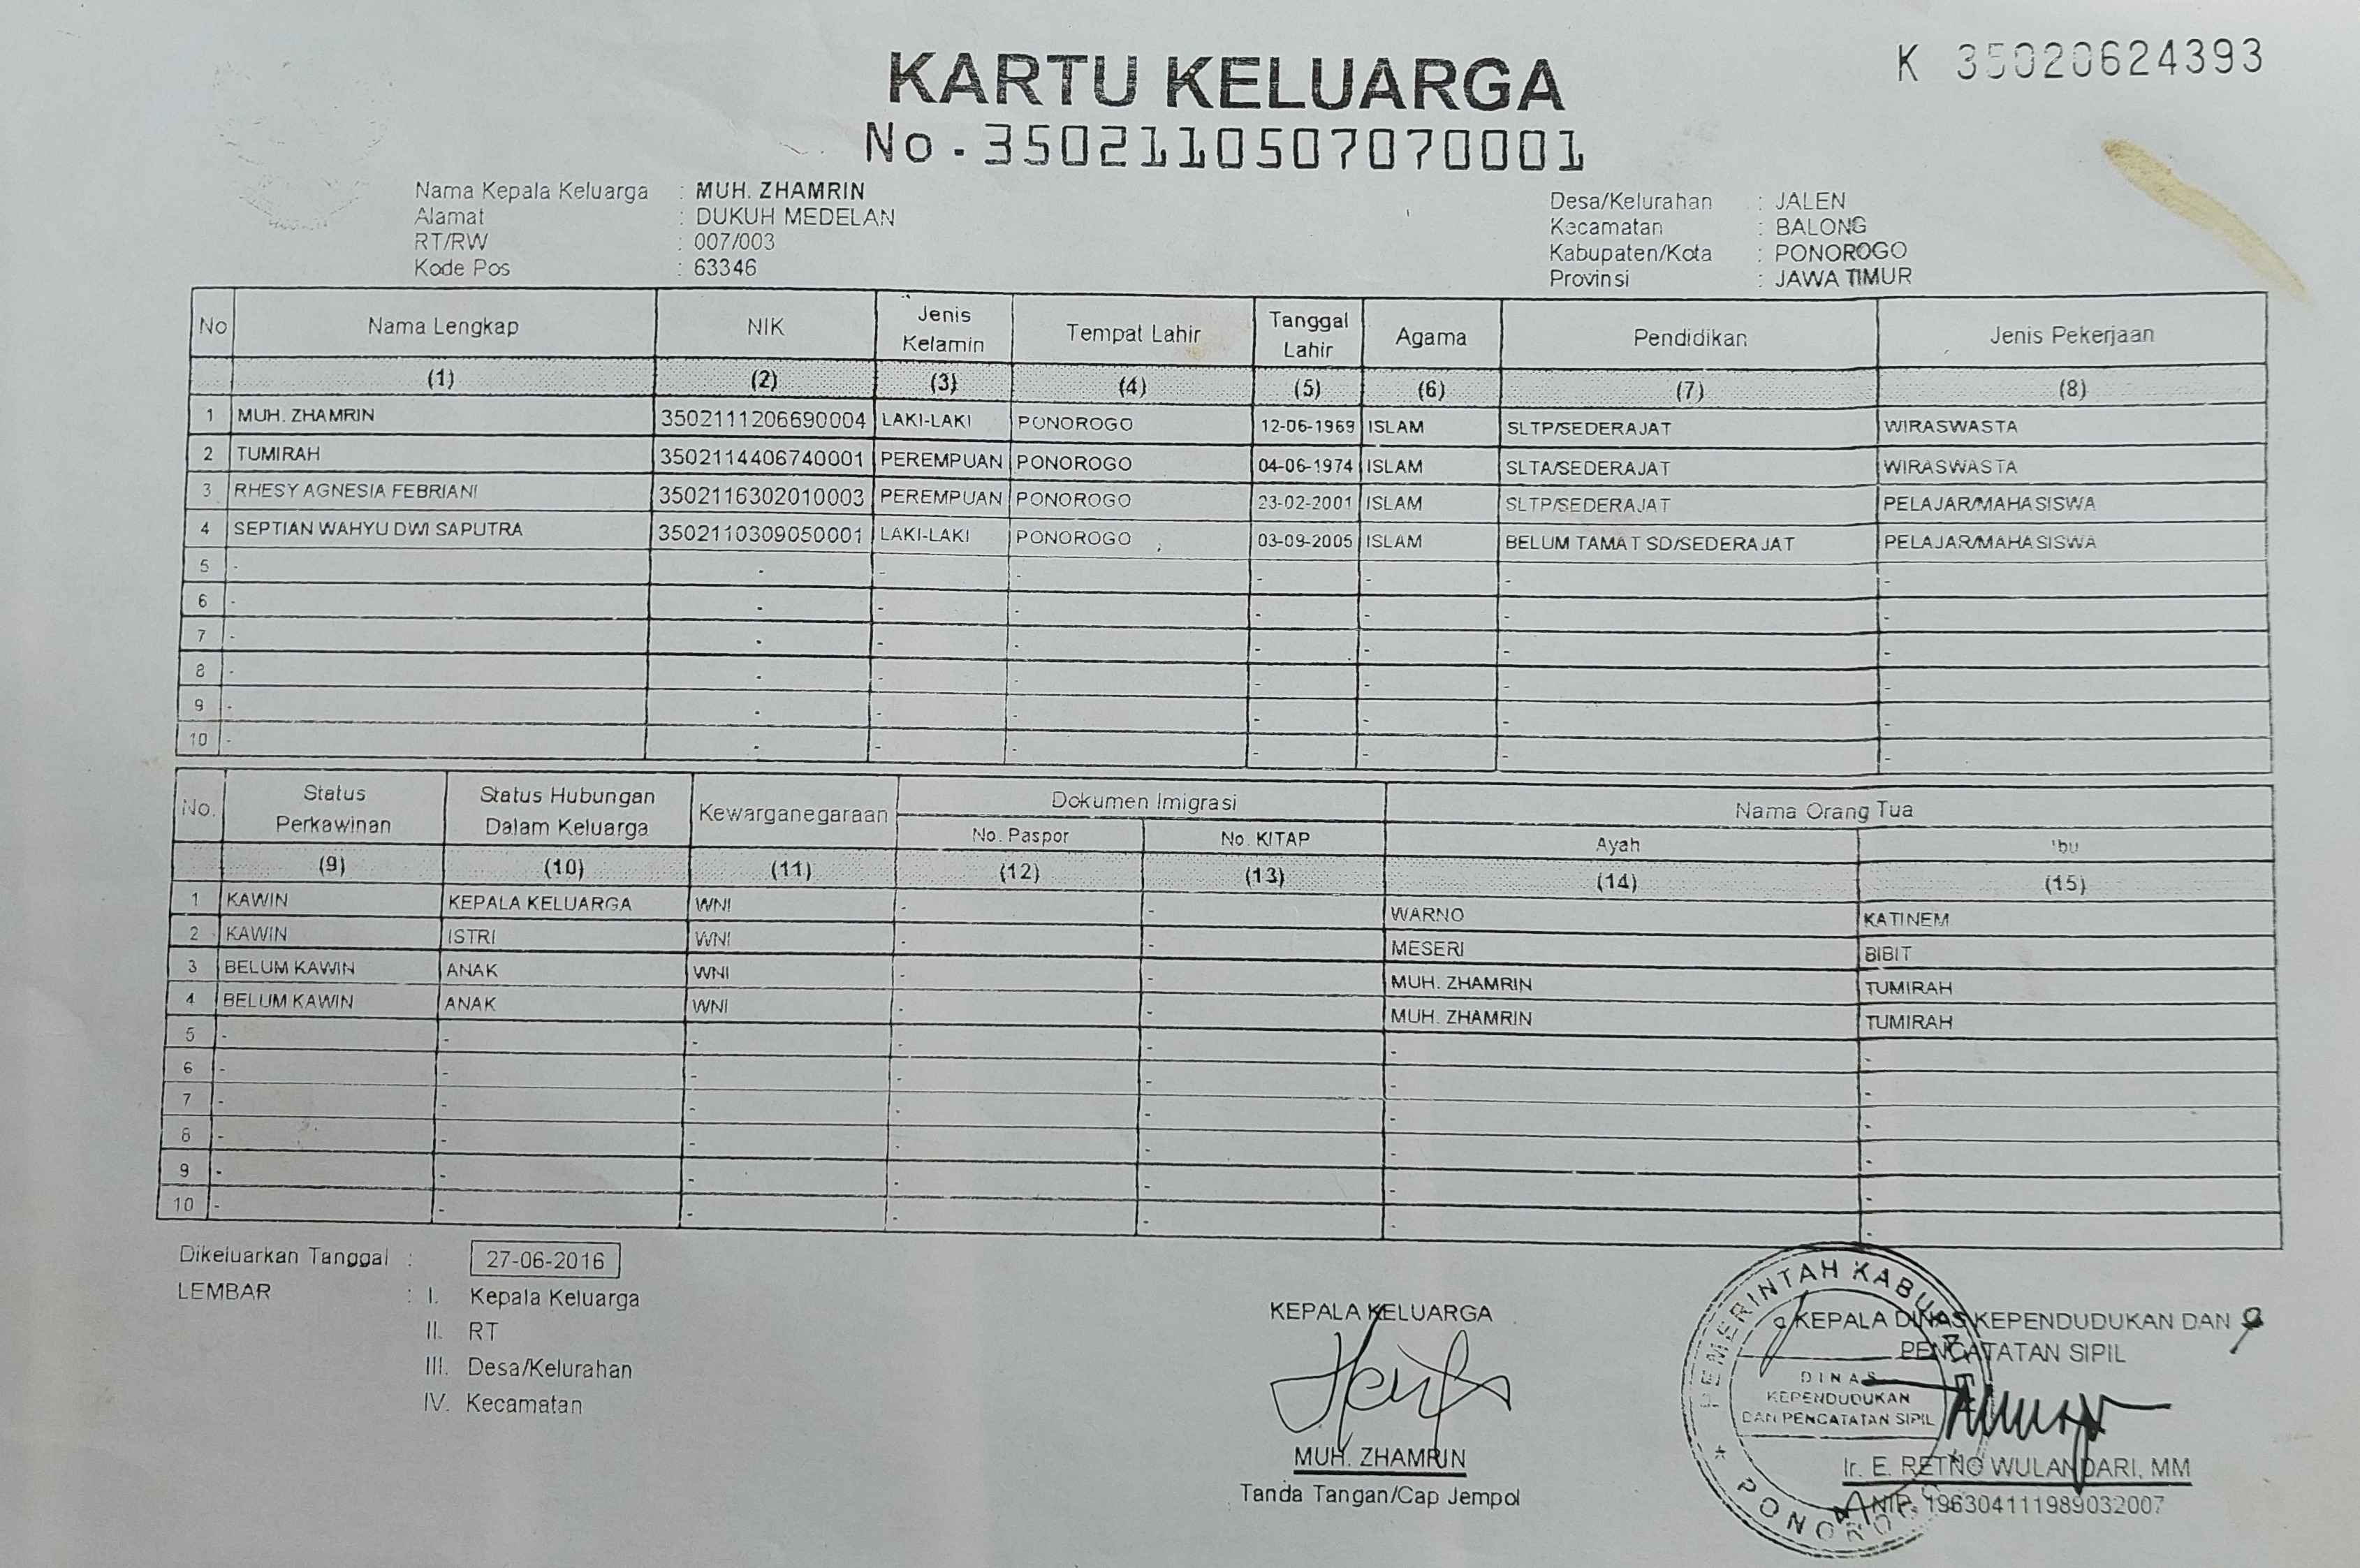 K 35020624393
KARTU KELUARGA
No. 3502110507070001
Nama Kepala Keluarga : MUH. ZHAMRIN
Alamat : DUKUH MEDELAN
RT/RW : 007/003
Kode Pos : 63346
Desa/Kelurahan : JALEN
Kecamatan : BALONG
Kabupaten/Kota : PONOROGO
Provinsi : JAWA TIMUR
No Nama Lengkap NIK Jenis Kelamin Tempat Lahir Tanggal Lahir Agama Pendidikan Jenis Pekerjaan
(1) (2) (3) (4) (5) (6) (7) (8)
1 MUH. ZHAMRIN 3502111206690004 LAKI-LAKI PONOROGO 12-06-1969 ISLAM SLTP/SEDERAJAT WIRASWASTA
2 TUMIRAH 3502114406740001 PEREMPUAN PONOROGO 04-06-1974 ISLAM SLTA/SEDERAJAT WIRASWASTA
3 RHESY AGNESIA FEBRIANI 3502116302010003 PEREMPUAN PONOROGO 23-02-2001 ISLAM SLTP/SEDERAJAT PELAJAR/MAHASISWA
4 SEPTIAN WAHYU DWI SAPUTRA 3502110309050001 LAKI-LAKI PONOROGO 03-09-2005 ISLAM BELUM TAMAT SD/SEDERAJAT PELAJAR/MAHASISWA
5 - - - - - - - -
6 - - - - - - - -
7 - - - - - - - -
8 - - - - - - - -
9 - - - - - - - -
10 - - - - - - - -
No. Status Perkawinan Status Hubungan Dalam Keluarga Kewarganegaraan Dokumen Imigrasi Nama Orang Tua
No. Paspor No. KITAP Ayah Ibu
(9) (10) (11) (12) (13) (14) (15)
1 KAWIN KEPALA KELUARGA WNI - - WARNO KATINEM
2 KAWIN ISTRI WNI - - MESERI BIBIT
3 BELUM KAWIN ANAK WNI - - MUH. ZHAMRIN TUMIRAH
4 BELUM KAWIN ANAK WNI - - MUH. ZHAMRIN TUMIRAH
5 - - - - - - -
6 - - - - - - -
7 - - - - - - -
8 - - - - - - -
9 - - - - - - -
10 - - - - - - -
Dikeluarkan Tanggal : 27-06-2016
LEMBAR : I. Kepala Keluarga
II. RT
III. Desa/Kelurahan
IV. Kecamatan
KEPALA KELUARGA
MUH. ZHAMRIN
Tanda Tangan/Cap Jempol
KEPALA DINAS KEPENDUDUKAN DAN
PENCATATAN SIPIL
Ir. E. RETNO WULANDARI, MM
NIP. 196304111989032007
PEMERINTAH KABUPATEN
DINAS
KEPENDUDUKAN
DAN PENCATATAN SIPIL
PONOROGO